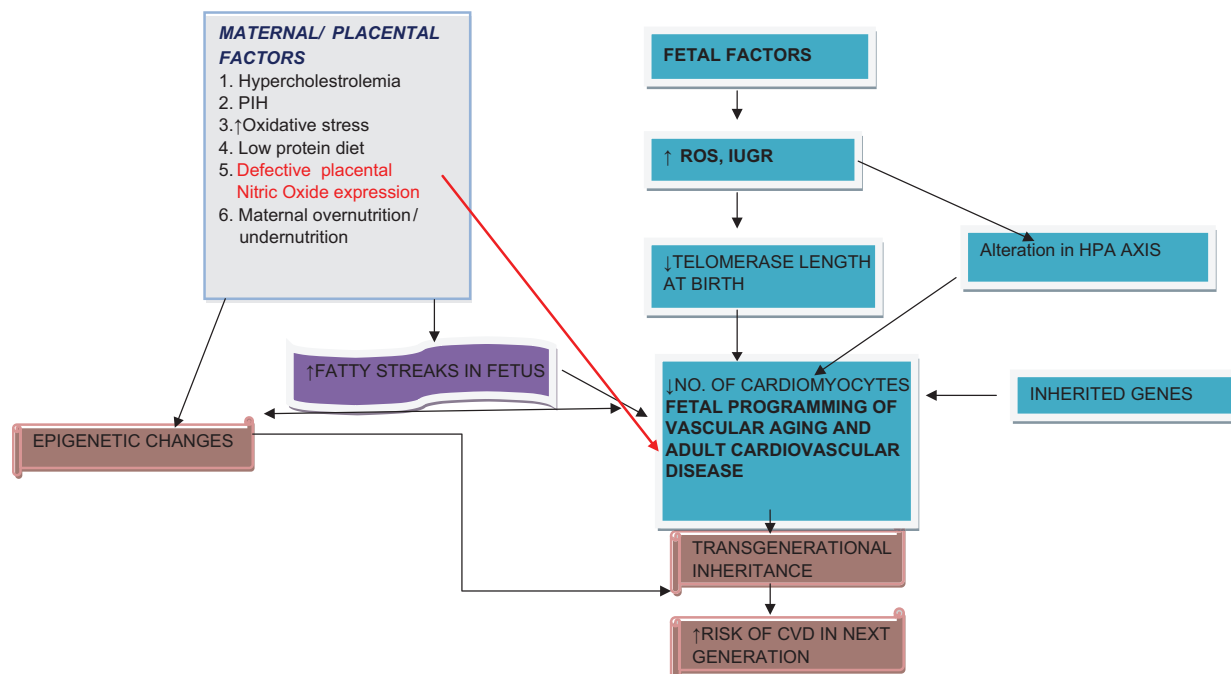 MATERNAL/ PLACENTAL
FACTORS
1. Hypercholestrolemia
2. PIH
3.↑Oxidative stress
4. Low protein diet
5. Defective placental
Nitric Oxide expression
6. Maternal overnutrition/
undernutrition
FETAL FACTORS
↑ ROS, IUGR
↓TELOMERASE LENGTH
AT BIRTH
Alteration in HPA AXIS
↑FATTY STREAKS IN FETUS
↓NO. OF CARDIOMYOCYTES
FETAL PROGRAMMING OF
VASCULAR AGING AND
ADULT CARDIOVASCULAR
DISEASE
INHERITED GENES
EPIGENETIC CHANGES
TRANSGENERATIONAL
INHERITANCE
↑RISK OF CVD IN NEXT
GENERATION